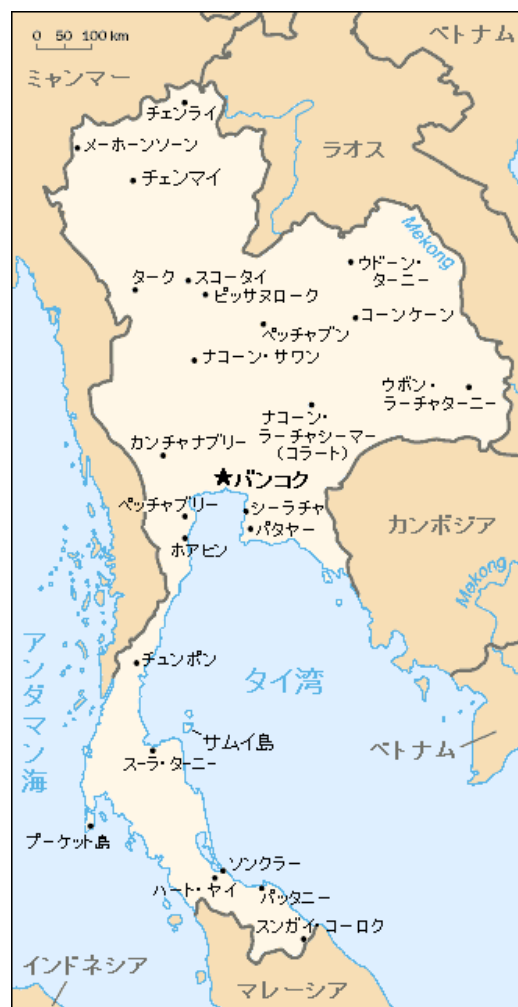 0 50 100 km
ベトナム
ミャンマー
チェンライ
メーホーンソーン
ラオス
チェンマイ
Mekong
ウドーン・
ターニー
ターク
スコータイ
ピッサヌローク
コーンケーン
ペッチャブン
ナコーン・サワン
ウボン・
ラーチャターニー
ナコーン・
ラーチャシーマー
(コラート)
カンチャナブリー
バンコク
ペッチャブリー
シーラチャ
パタヤー
カンボジア
ホアヒン
Mekong
アンダマン海
チュンポン
タイ湾
サムイ島
ベトナム
スーラ・ターニー
プーケット島
ソンクラー
ハート・ヤイ
パッタニー
スンガイ・コーロク
インドネシア
マレーシア